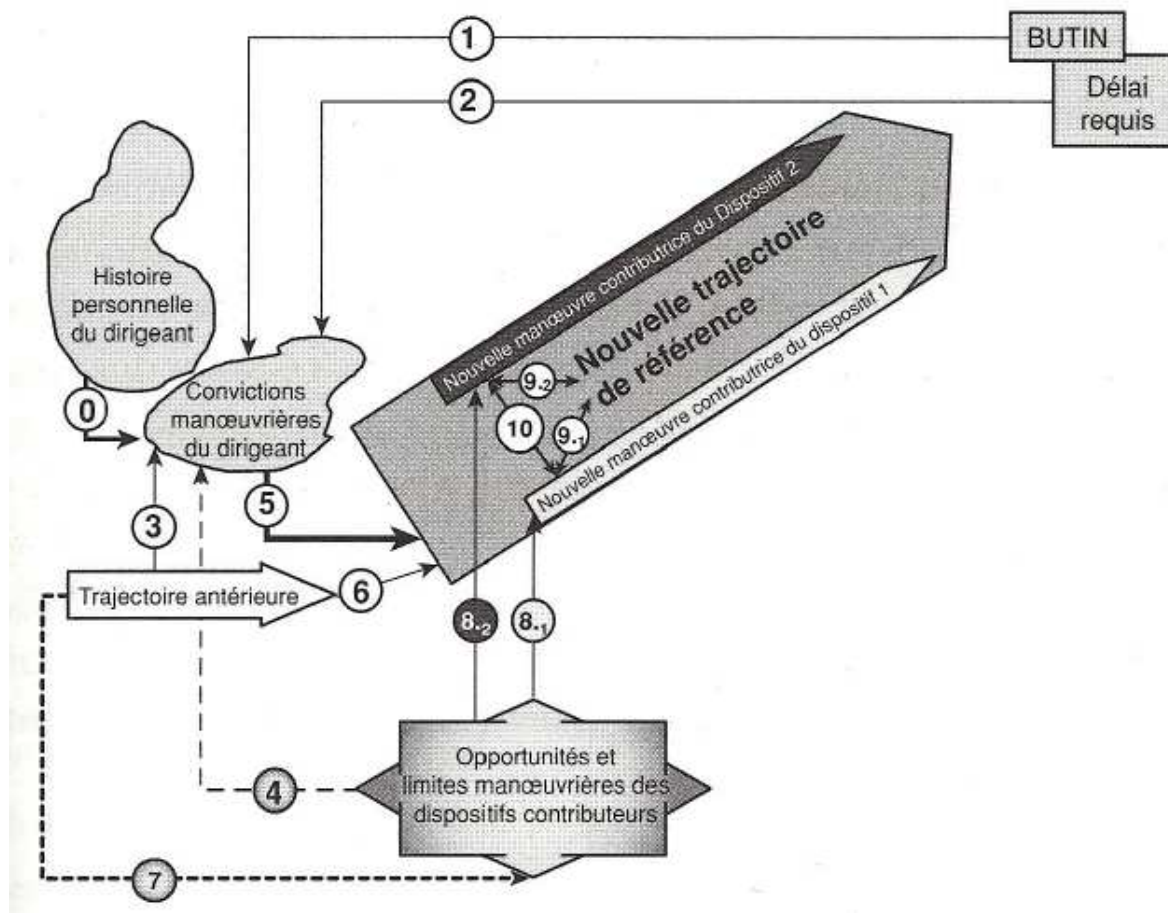 1
BUTIN
2
Délai
requis
Histoire
personnelle
du dirigeant
0
Convictions
manœuvrières
du dirigeant
Nouvelle manœuvre contributrice du Dispositif 2
Nouvelle trajectoire
de référence
Nouvelle manœuvre contributrice du dispositif 1
9.2
10
9.1
3
5
Trajectoire antérieure
6
8.2
8.1
Opportunités et
limites manœuvrières des
dispositifs contributeurs
4
7